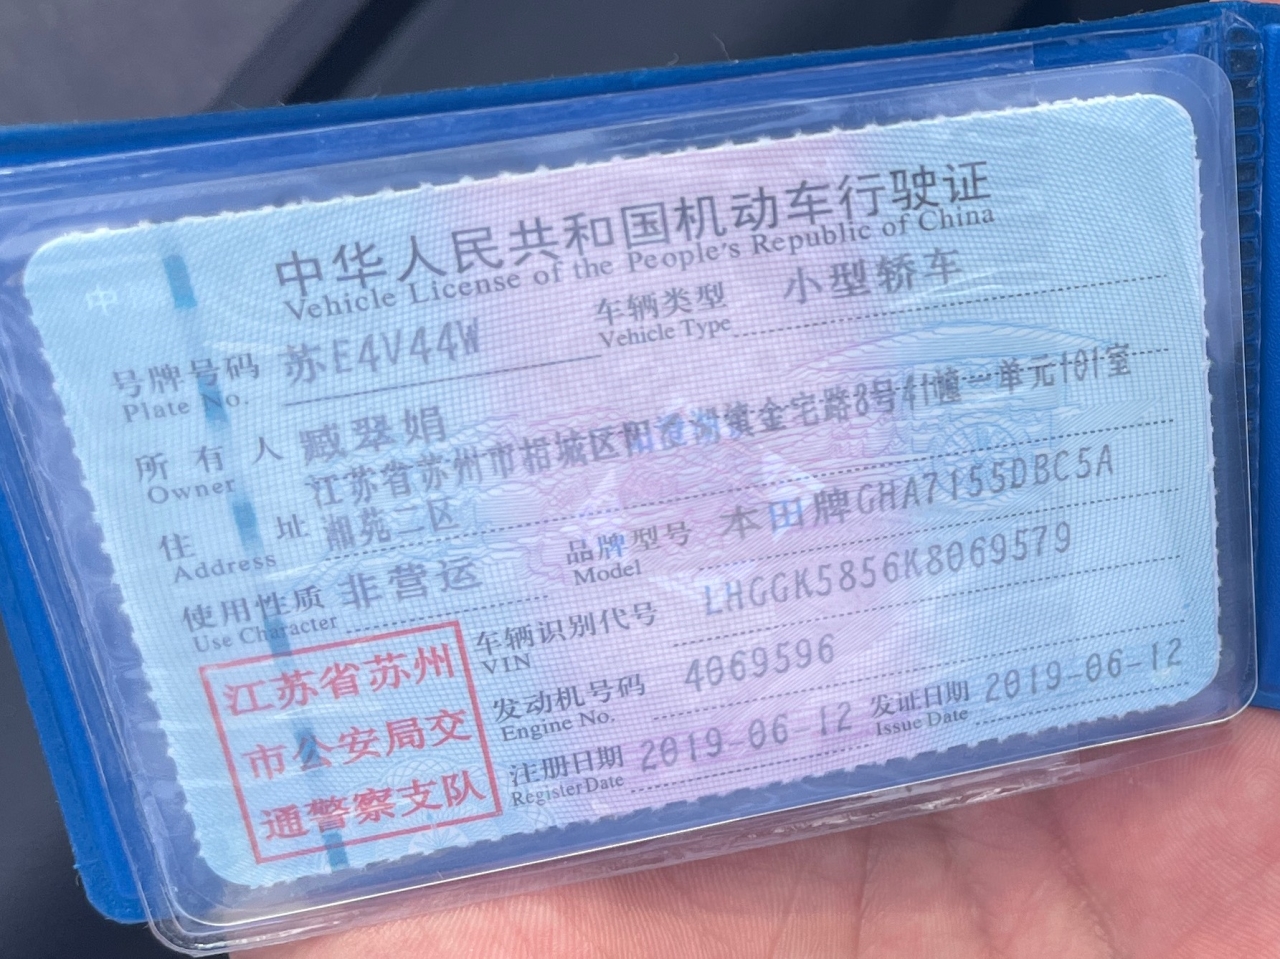 中华人民共和国机动车行驶证
Vehicle License of the People's Republic of China
号牌号码 苏E4V44W 车辆类型 小型轿车
Plate No. Vehicle Type
所有人 臧翠娟
Owner
江苏省苏州市相城区阳澄湖镇金宅路8号41幢一单元101室
住址 湘苑二区
Address
使用性质 非营运 品牌型号 本田牌GHA7155DBC5A
Use Character Model
车辆识别代号 LHGGK5856K8069579
VIN
江苏省苏州
市公安局交
通警察支队
发动机号码 4069596
Engine No.
注册日期 2019-06-12 发证日期 2019-06-12
Register Date Issue Date